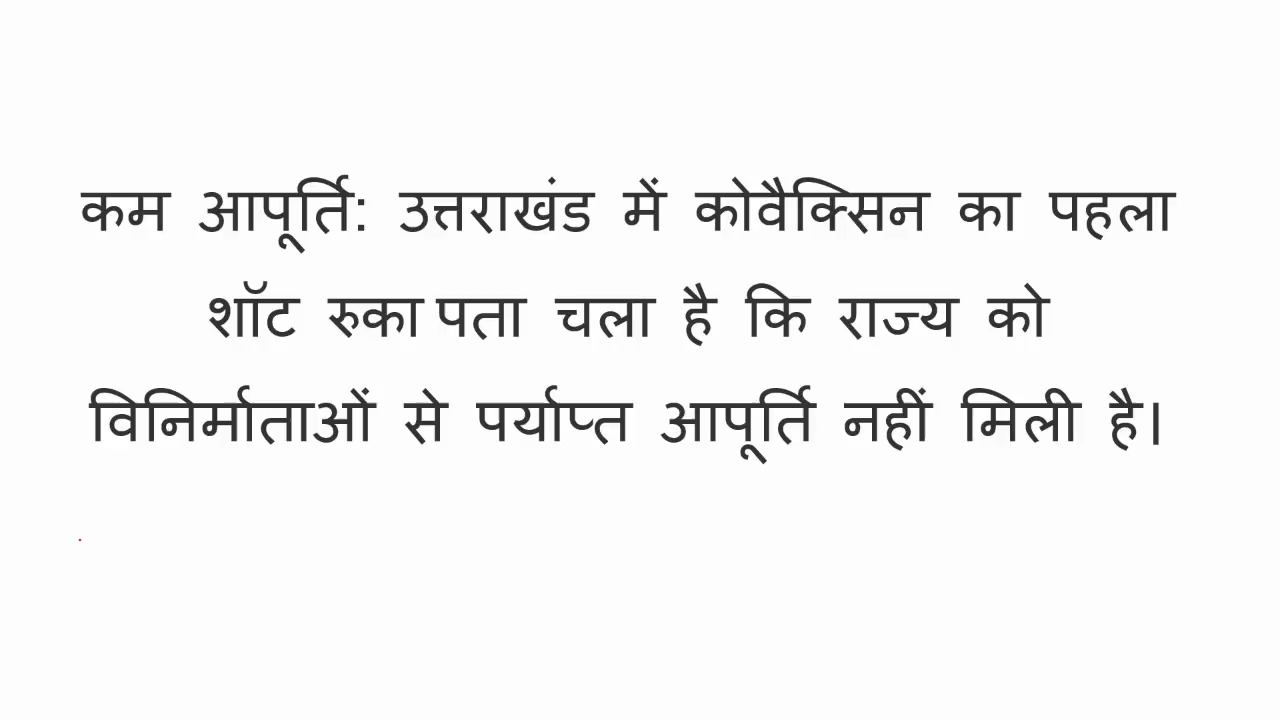 कम आपूर्ति: उत्तराखंड में कोवैक्सिन का पहला
शॉट रुका पता चला है कि राज्य को
विनिर्माताओं से पर्याप्त आपूर्ति नहीं मिली है।